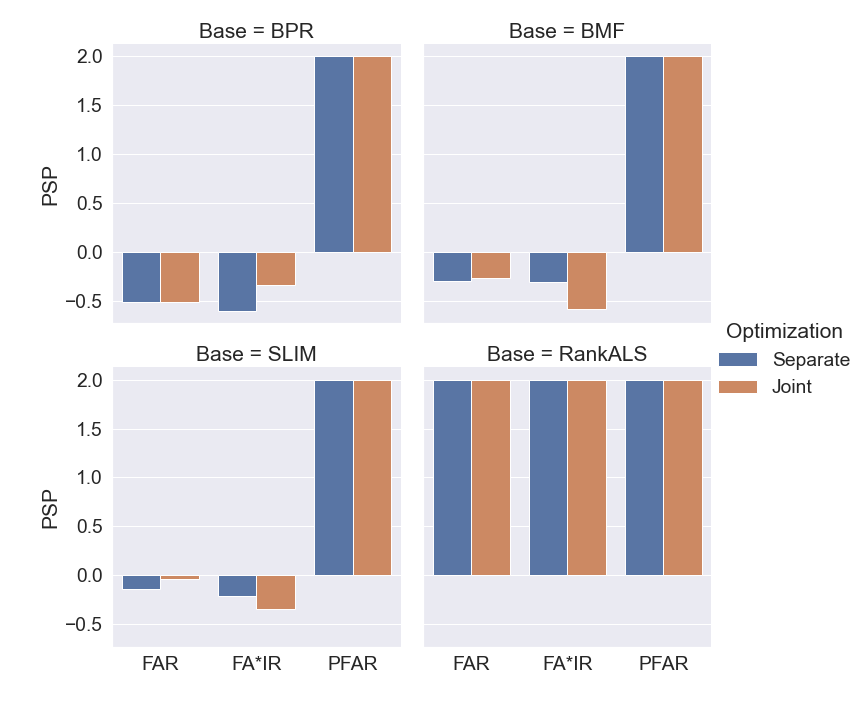 Base = BPR
Base = BMF
2.0
1.5
1.0
0.5
0.0
−0.5
PSP
Base = SLIM
Base = RankALS
2.0
1.5
1.0
0.5
0.0
−0.5
PSP
FAR
FA*IR
PFAR
FAR
FA*IR
PFAR
Optimization
Separate
Joint